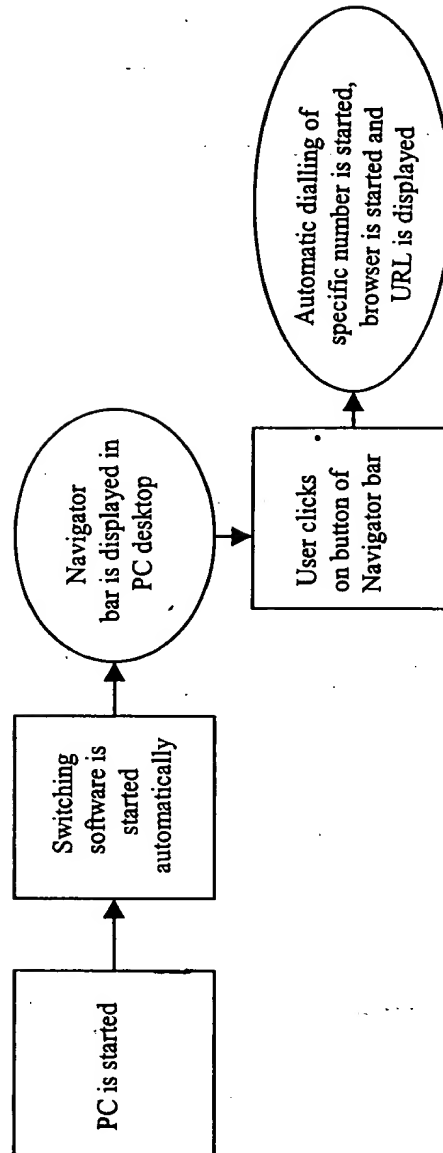 PC is started
Switching
software is
started
automatically
Navigator
bar is displayed in
PC desktop
User clicks
on button of
Navigator bar
Automatic dialling of
specific number is started,
browser is started and
URL is displayed